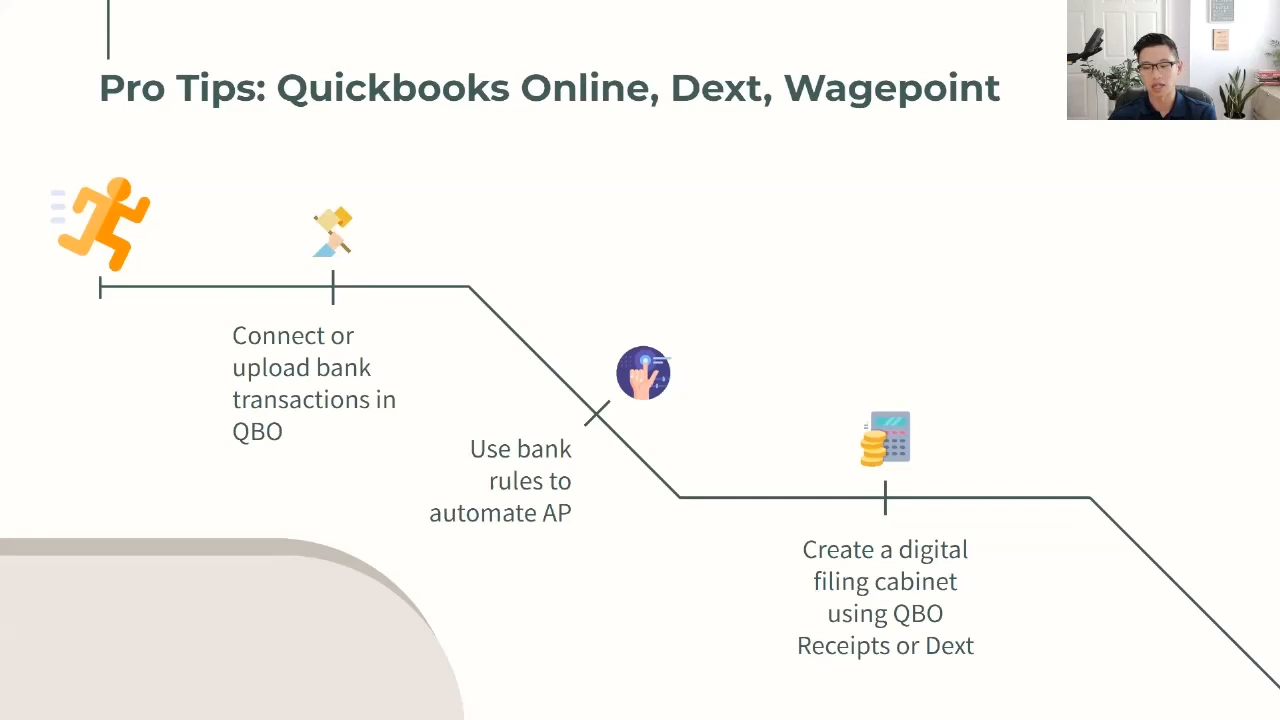 Pro Tips: Quickbooks Online, Dext, Wagepoint
Connect or
upload bank
transactions in
QBO
Use bank
rules to
automate AP
Create a digital
filing cabinet
using QBO
Receipts or Dext